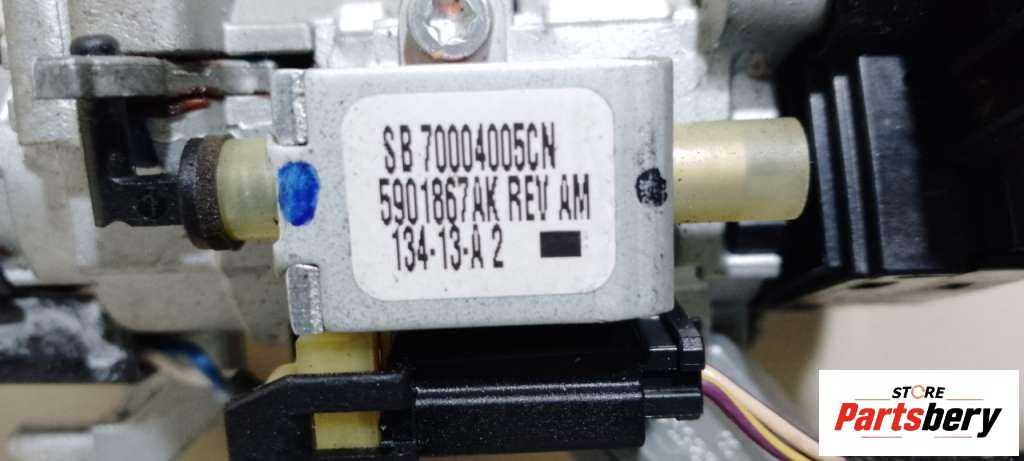 SB 70004005CN
5901867AK REV AM
134-13-A 2
STORE
Partsbery